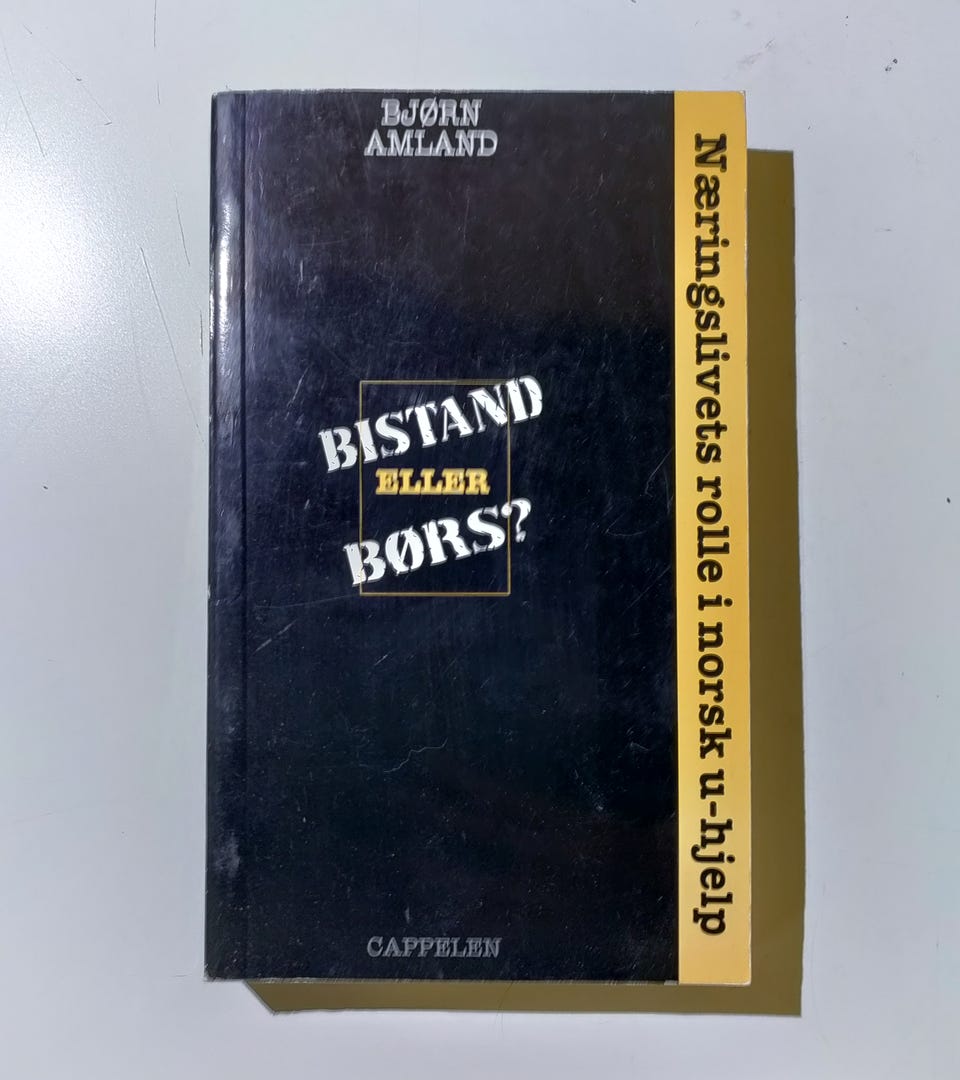 BJØRN
AMLAND
BISTAND
ELLER
BØRS?
CAPPELEN
Næringslivets rolle i norsk u-hjelp